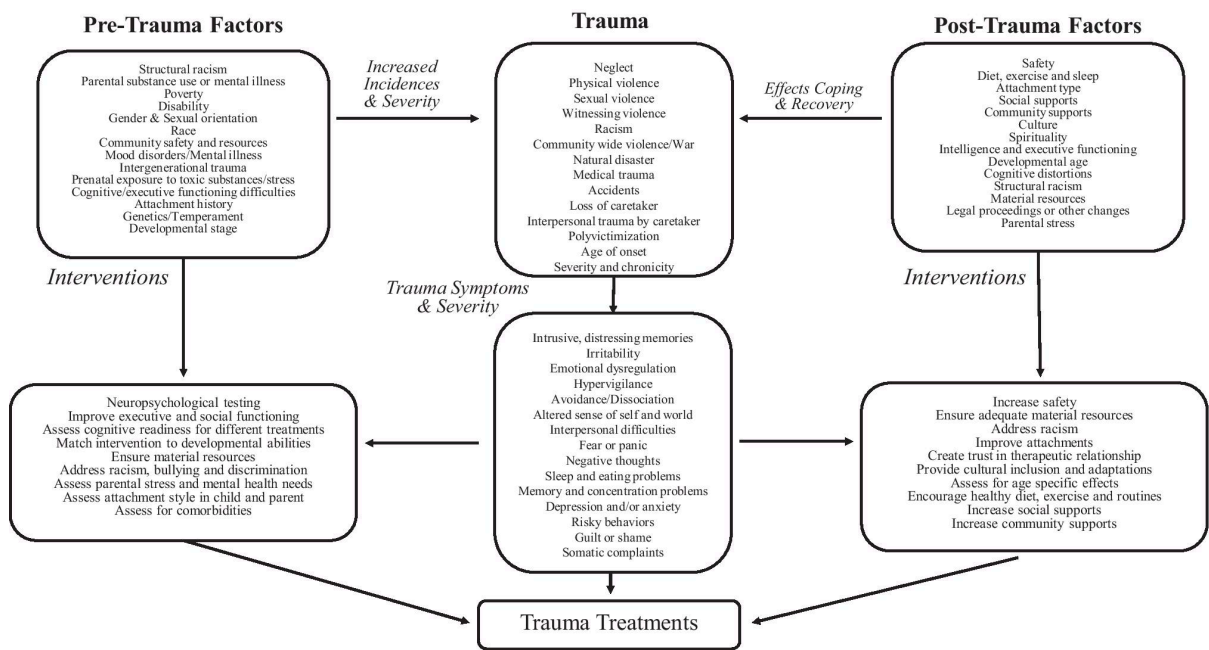 Pre-Trauma Factors
Structural racism
Parental substance use or mental illness
Poverty
Disability
Gender & Sexual orientation
Race
Community safety and resources
Mood disorders/Mental illness
Intergenerational trauma
Prenatal exposure to toxic substances/stress
Cognitive/executive functioning difficulties
Attachment history
Genetics/Temperament
Developmental stage
Increased
Incidences
& Severity
Trauma
Neglect
Physical violence
Sexual violence
Witnessing violence
Racism
Community wide violence/War
Natural disaster
Medical trauma
Accidents
Loss of caretaker
Interpersonal trauma by caretaker
Polyvictimization
Age of onset
Severity and chronicity
Effects Coping
& Recovery
Post-Trauma Factors
Safety
Diet, exercise and sleep
Attachment type
Social supports
Community supports
Culture
Spirituality
Intelligence and executive functioning
Developmental age
Cognitive distortions
Structural racism
Material resources
Legal proceedings or other changes
Parental stress
Interventions
Trauma Symptoms
& Severity
Interventions
Neuropsychological testing
Improve executive and social functioning
Assess cognitive readiness for different treatments
Match intervention to developmental abilities
Ensure material resources
Address racism, bullying and discrimination
Assess parental stress and mental health needs
Assess attachment style in child and parent
Assess for comorbidities
Intrusive, distressing memories
Irritability
Emotional dysregulation
Hypervigilance
Avoidance/Dissociation
Altered sense of self and world
Interpersonal difficulties
Fear or panic
Negative thoughts
Sleep and eating problems
Memory and concentration problems
Depression and/or anxiety
Risky behaviors
Guilt or shame
Somatic complaints
Increase safety
Ensure adequate material resources
Address racism
Improve attachments
Create trust in therapeutic relationship
Provide cultural inclusion and adaptations
Assess for age specific effects
Encourage healthy diet, exercise and routines
Increase social supports
Increase community supports
Trauma Treatments